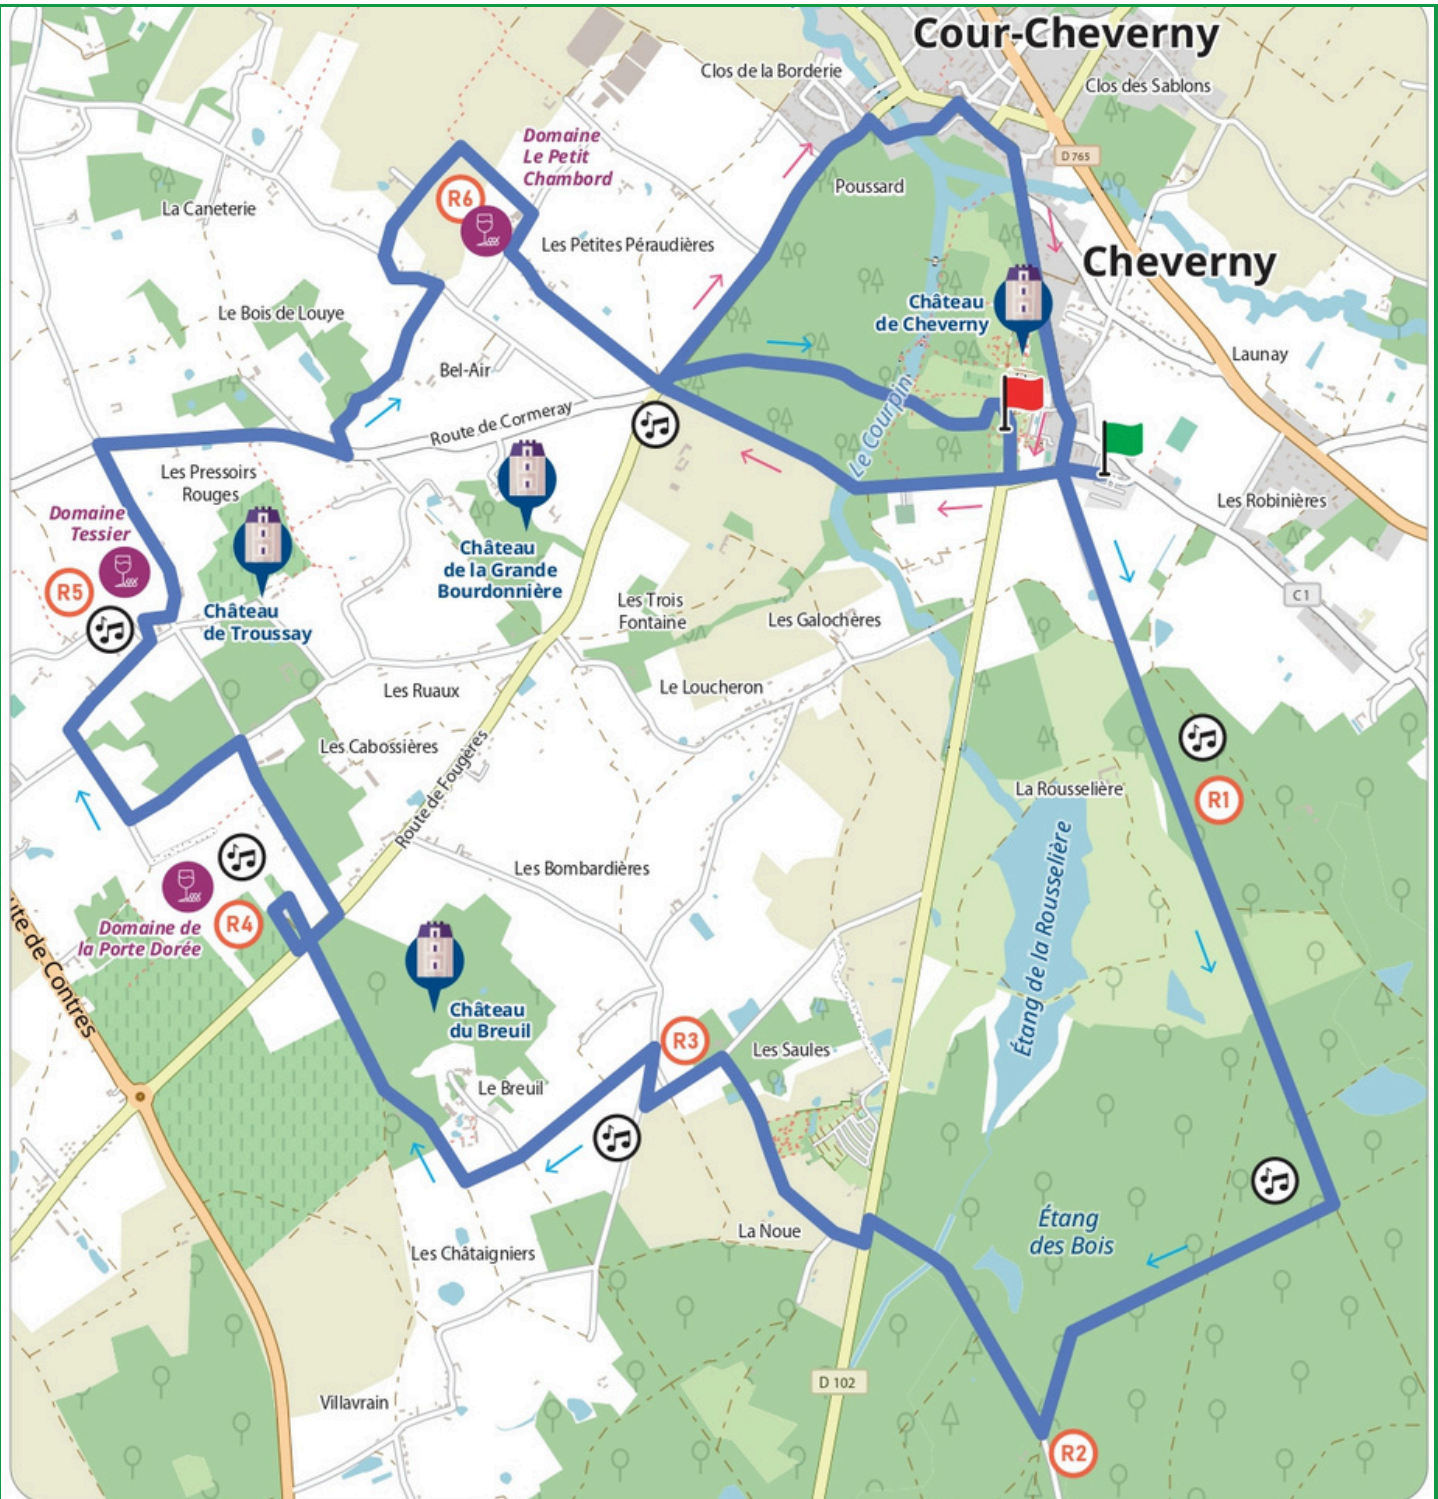 Cour-Cheverny
Clos de la Borderie
Clos des Sablons
Domaine
Le Petit
Chambord
D 765
R6
Poussard
La Caneterie
Les Petites Péraudières
Cheverny
Château
de Cheverny
Le Bois de Louye
Launay
Bel-Air
Route de Cormeray
Le Courpin
Les Pressoirs
Rouges
Les Robinières
Domaine
Tessier
Château
de la Grande
Bourdonnière
R5
C 1
Château
de Troussay
Les Trois
Fontaine
Les Galochères
Les Ruaux
Le Loucheron
Les Cabossières
Route de Fougères
La Rousselière
R1
Étang de la Rousselière
Les Bombardières
R4
Domaine de
la Porte Dorée
ute de Contres
Château
du Breuil
R3
Les Saules
Le Breuil
Étang
des Bois
La Noue
Les Châtaigniers
D 102
Villavrain
R2